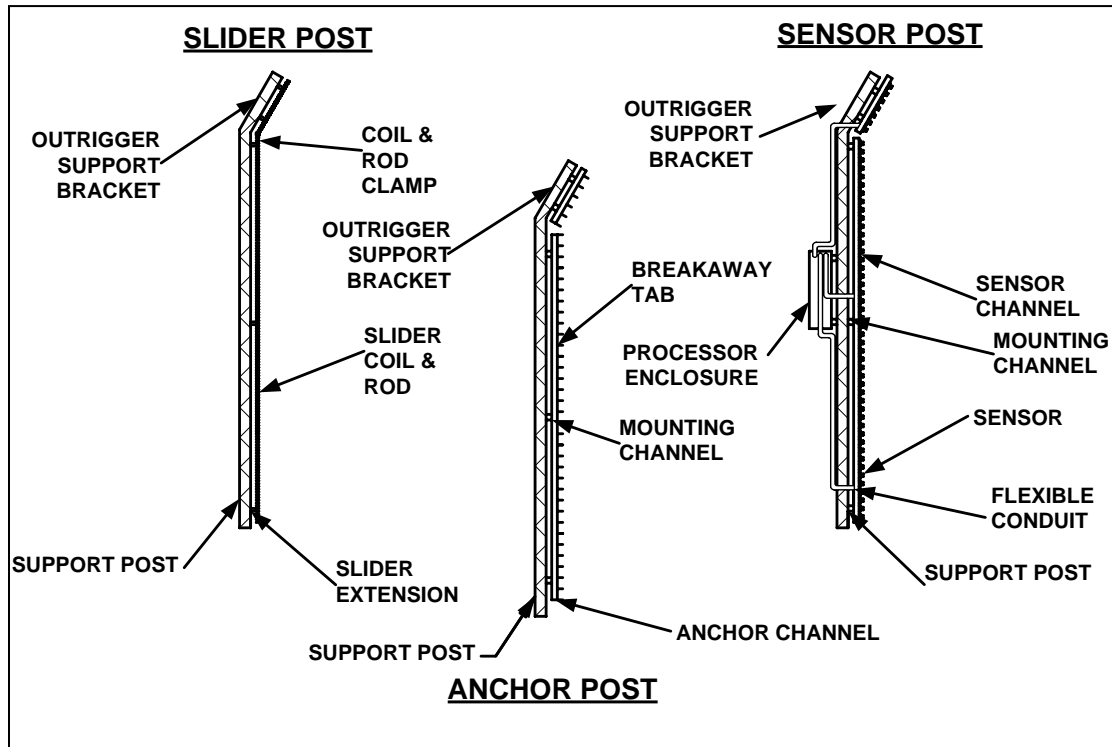 SLIDER POST
OUTRIGGER
SUPPORT
BRACKET
COIL &
ROD
CLAMP
SLIDER
COIL &
ROD
SUPPORT POST
SLIDER
EXTENSION
OUTRIGGER
SUPPORT
BRACKET
BREAKAWAY
TAB
MOUNTING
CHANNEL
ANCHOR CHANNEL
SUPPORT POST
ANCHOR POST
SENSOR POST
OUTRIGGER
SUPPORT
BRACKET
SENSOR
CHANNEL
MOUNTING
CHANNEL
PROCESSOR
ENCLOSURE
SENSOR
FLEXIBLE
CONDUIT
SUPPORT POST